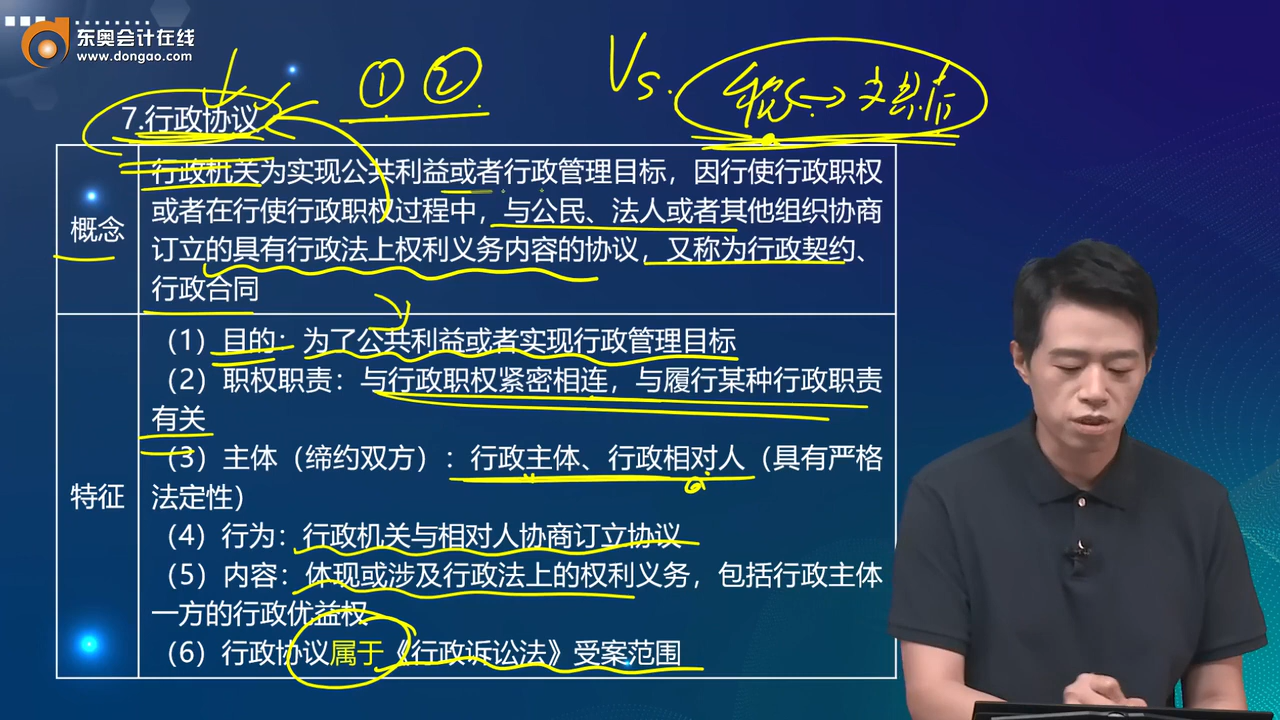 东奥会计在线
www.dongao.com
① ②
Vs.
7.行政协议
概念
行政机关为实现公共利益或者行政管理目标，因行使行政职权
或者在行使行政职权过程中，与公民、法人或者其他组织协商
订立的具有行政法上权利义务内容的协议，又称为行政契约、
行政合同
特征
（1）目的：为了公共利益或者实现行政管理目标
（2）职权职责：与行政职权紧密相连，与履行某种行政职责
有关
（3）主体（缔约双方）：行政主体、行政相对人（具有严格
法定性）
（4）行为：行政机关与相对人协商订立协议
（5）内容：体现或涉及行政法上的权利义务，包括行政主体
一方的行政优益权
（6）行政协议属于《行政诉讼法》受案范围